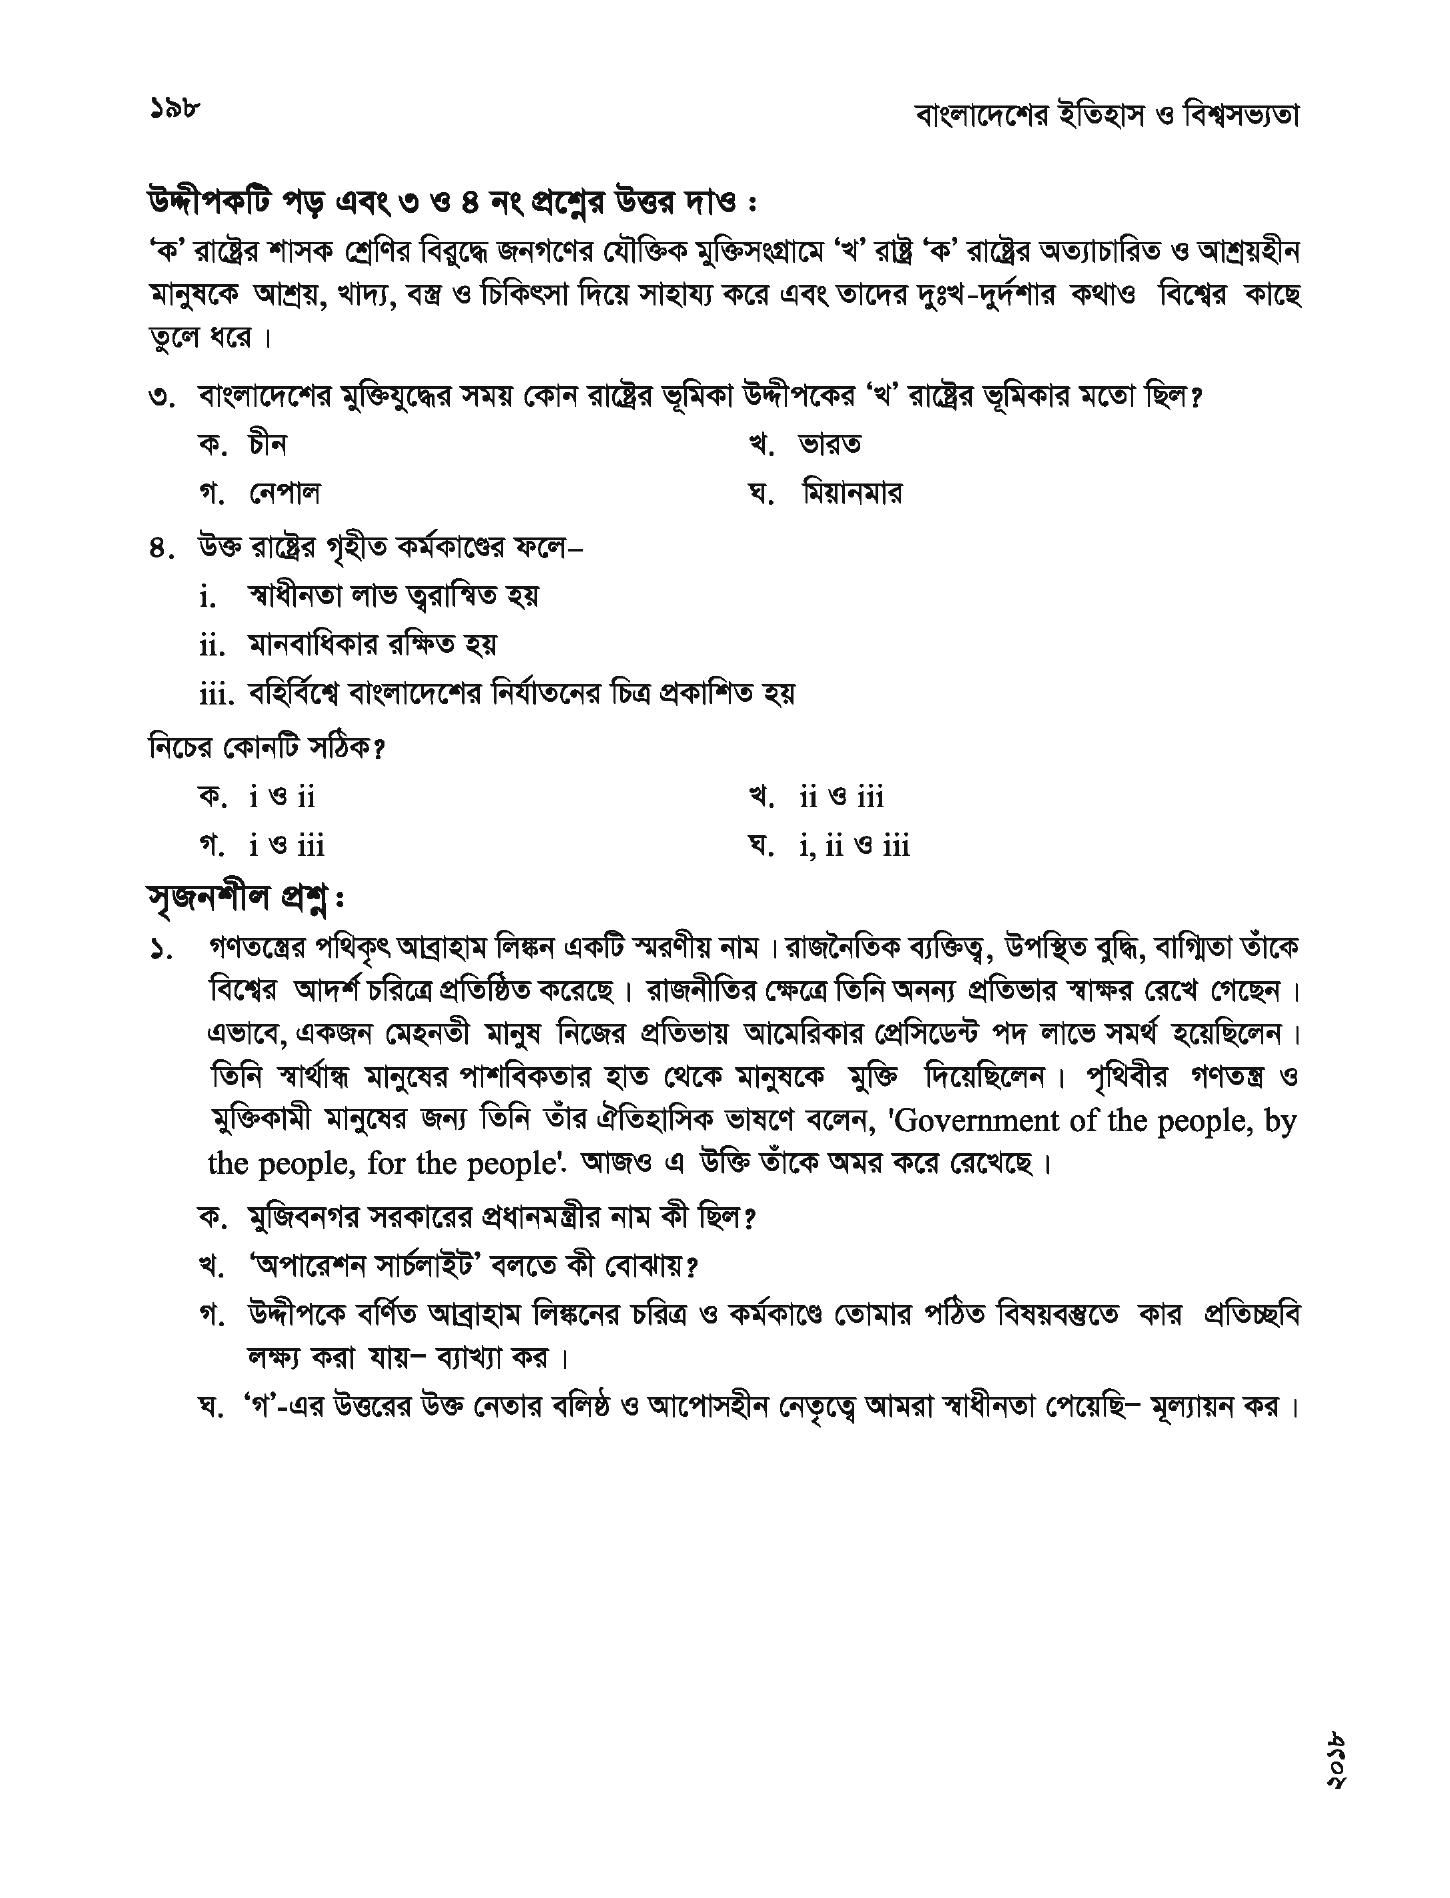 ১৯৮
বাংলাদেশের ইতিহাস ও বিশ্বসভ্যতা
উদ্দীপকটি পড় এবং ৩ ও ৪ নং প্রশ্নের উত্তর দাও :
‘ক’ রাষ্ট্রের শাসক শ্রেণির বিরুদ্ধে জনগণের যৌক্তিক মুক্তিসংগ্রামে ‘খ’ রাষ্ট্র ‘ক’ রাষ্ট্রের অত্যাচারিত ও আশ্রয়হীন
মানুষকে আশ্রয়, খাদ্য, বস্ত্র ও চিকিৎসা দিয়ে সাহায্য করে এবং তাদের দুঃখ-দুর্দশার কথাও বিশ্বের কাছে
তুলে ধরে ।
৩. বাংলাদেশের মুক্তিযুদ্ধের সময় কোন রাষ্ট্রের ভূমিকা উদ্দীপকের ‘খ’ রাষ্ট্রের ভূমিকার মতো ছিল?
ক. চীন খ. ভারত
গ. নেপাল ঘ. মিয়ানমার
৪. উক্ত রাষ্ট্রের গৃহীত কর্মকাণ্ডের ফলে–
i. স্বাধীনতা লাভ ত্বরান্বিত হয়
ii. মানবাধিকার রক্ষিত হয়
iii. বহির্বিশ্বে বাংলাদেশের নির্যাতনের চিত্র প্রকাশিত হয়
নিচের কোনটি সঠিক?
ক. i ও ii খ. ii ও iii
গ. i ও iii ঘ. i, ii ও iii
সৃজনশীল প্রশ্ন :
১. গণতন্ত্রের পথিকৃৎ আব্রাহাম লিঙ্কন একটি স্মরণীয় নাম । রাজনৈতিক ব্যক্তিত্ব, উপস্থিত বুদ্ধি, বাগ্মিতা তাঁকে
বিশ্বের আদর্শ চরিত্রে প্রতিষ্ঠিত করেছে । রাজনীতির ক্ষেত্রে তিনি অনন্য প্রতিভার স্বাক্ষর রেখে গেছেন ।
এভাবে, একজন মেহনতী মানুষ নিজের প্রতিভায় আমেরিকার প্রেসিডেন্ট পদ লাভে সমর্থ হয়েছিলেন ।
তিনি স্বার্থান্ধ মানুষের পাশবিকতার হাত থেকে মানুষকে মুক্তি দিয়েছিলেন । পৃথিবীর গণতন্ত্র ও
মুক্তিকামী মানুষের জন্য তিনি তাঁর ঐতিহাসিক ভাষণে বলেন, 'Government of the people, by
the people, for the people'. আজও এ উক্তি তাঁকে অমর করে রেখেছে ।
ক. মুজিবনগর সরকারের প্রধানমন্ত্রীর নাম কী ছিল?
খ. ‘অপারেশন সার্চলাইট’ বলতে কী বোঝায়?
গ. উদ্দীপকে বর্ণিত আব্রাহাম লিঙ্কনের চরিত্র ও কর্মকাণ্ডে তোমার পঠিত বিষয়বস্তুতে কার প্রতিচ্ছবি
লক্ষ্য করা যায়– ব্যাখ্যা কর ।
ঘ. ‘গ’-এর উত্তরের উক্ত নেতার বলিষ্ঠ ও আপোসহীন নেতৃত্বে আমরা স্বাধীনতা পেয়েছি– মূল্যায়ন কর ।
২০১৮